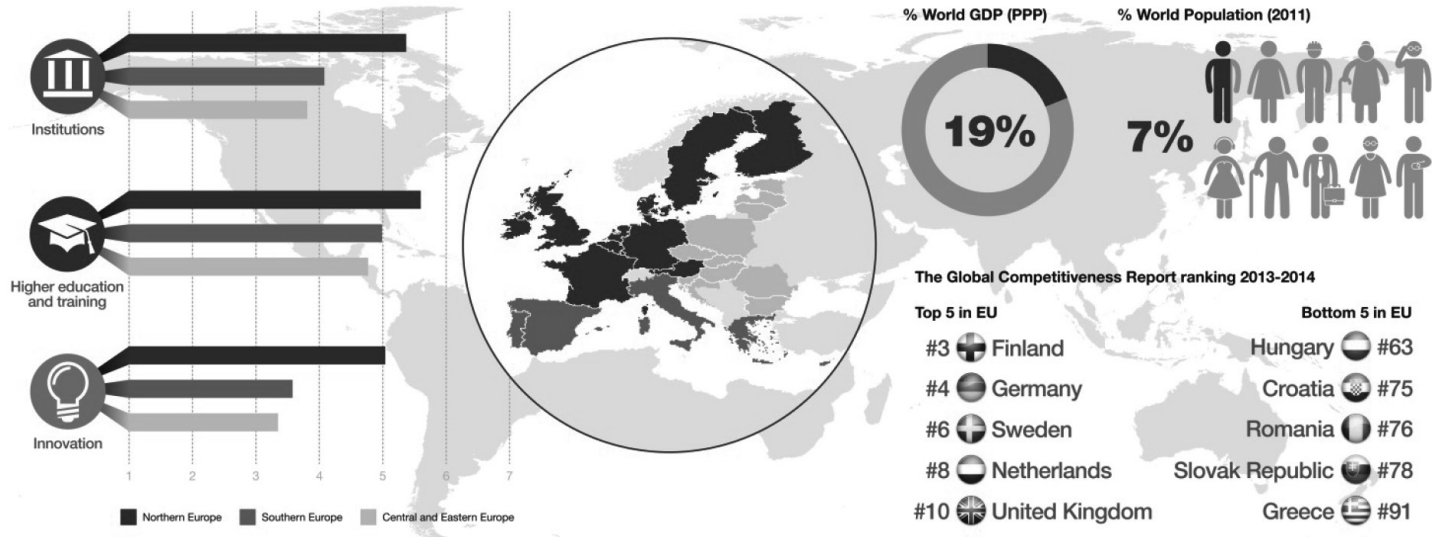 Institutions
Higher education
and training
Innovation
1 2 3 4 5 6 7
Northern Europe Southern Europe Central and Eastern Europe
% World GDP (PPP)
19%
% World Population (2011)
7%
The Global Competitiveness Report ranking 2013-2014
Top 5 in EU
#3 Finland
#4 Germany
#6 Sweden
#8 Netherlands
#10 United Kingdom
Bottom 5 in EU
Hungary #63
Croatia #75
Romania #76
Slovak Republic #78
Greece #91